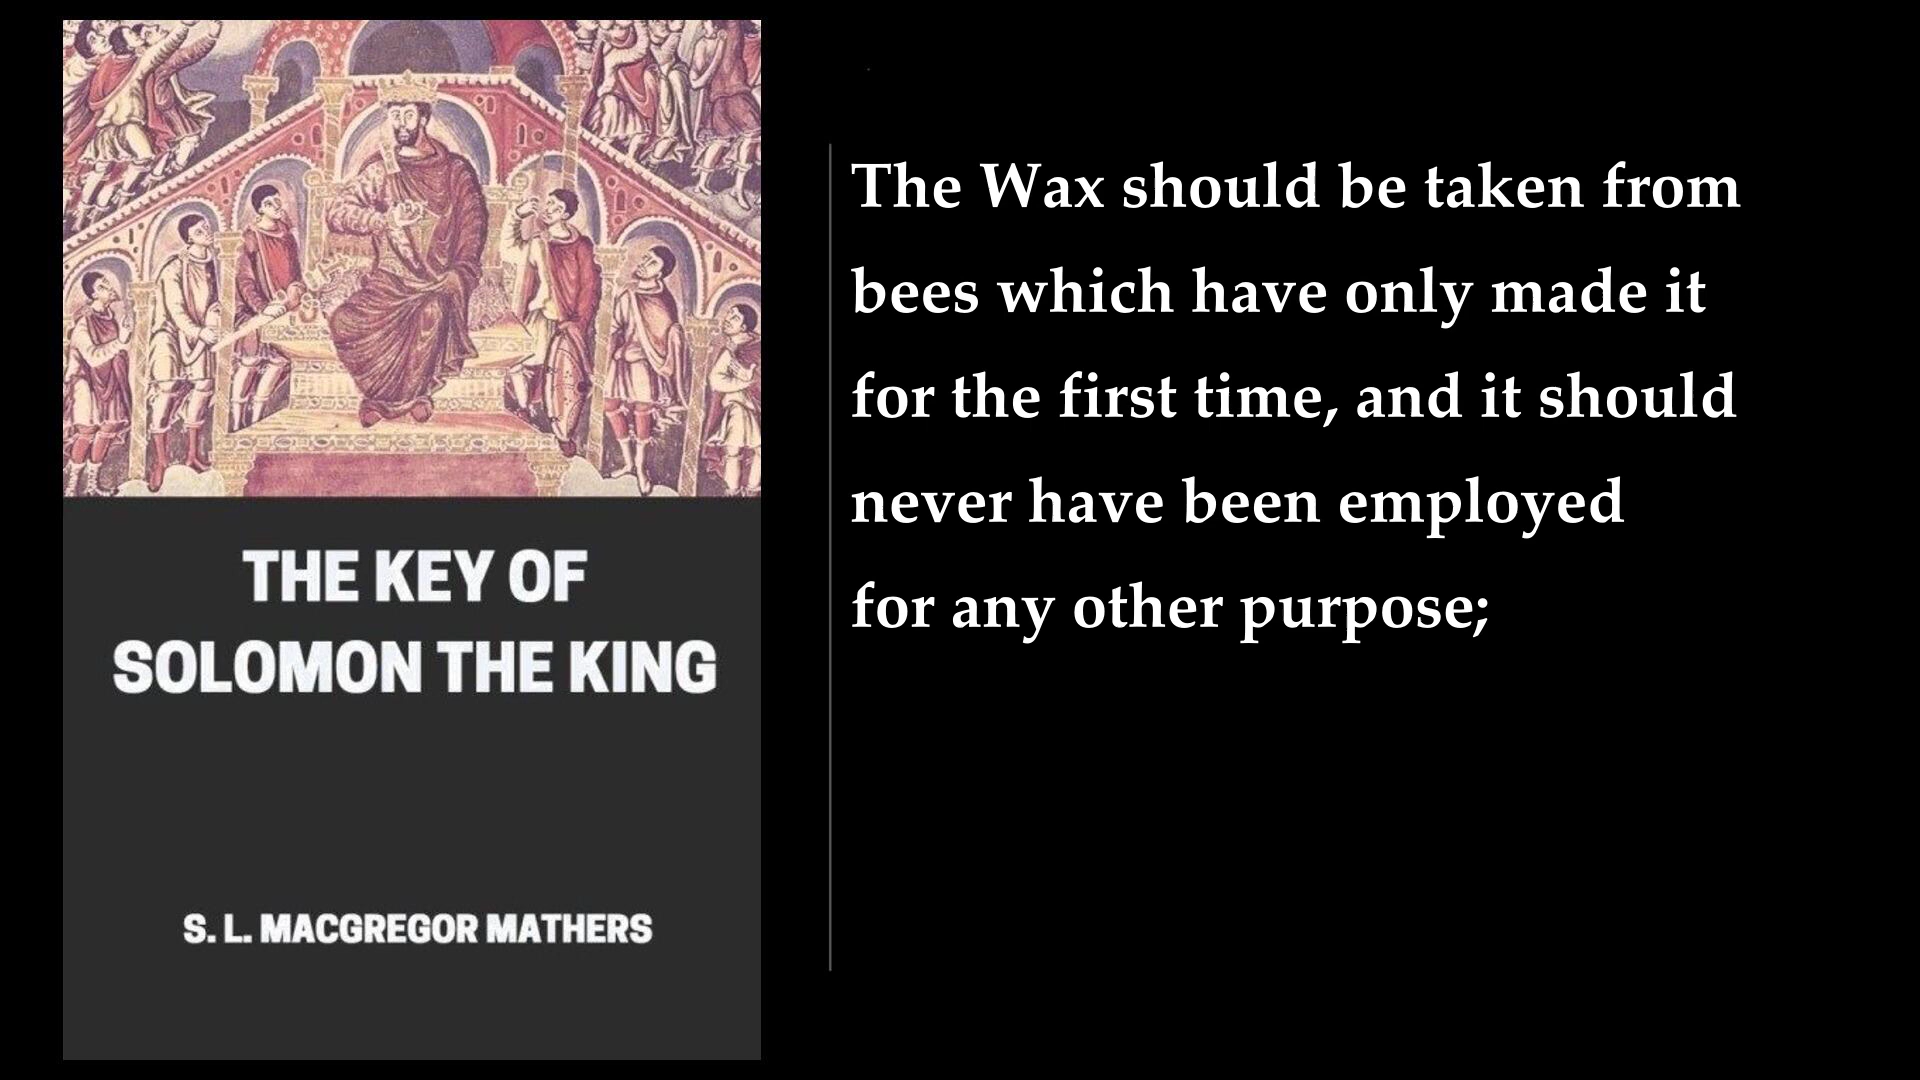 THE KEY OF
SOLOMON THE KING
S. L. MACGREGOR MATHERS
The Wax should be taken from
bees which have only made it
for the first time, and it should
never have been employed
for any other purpose;